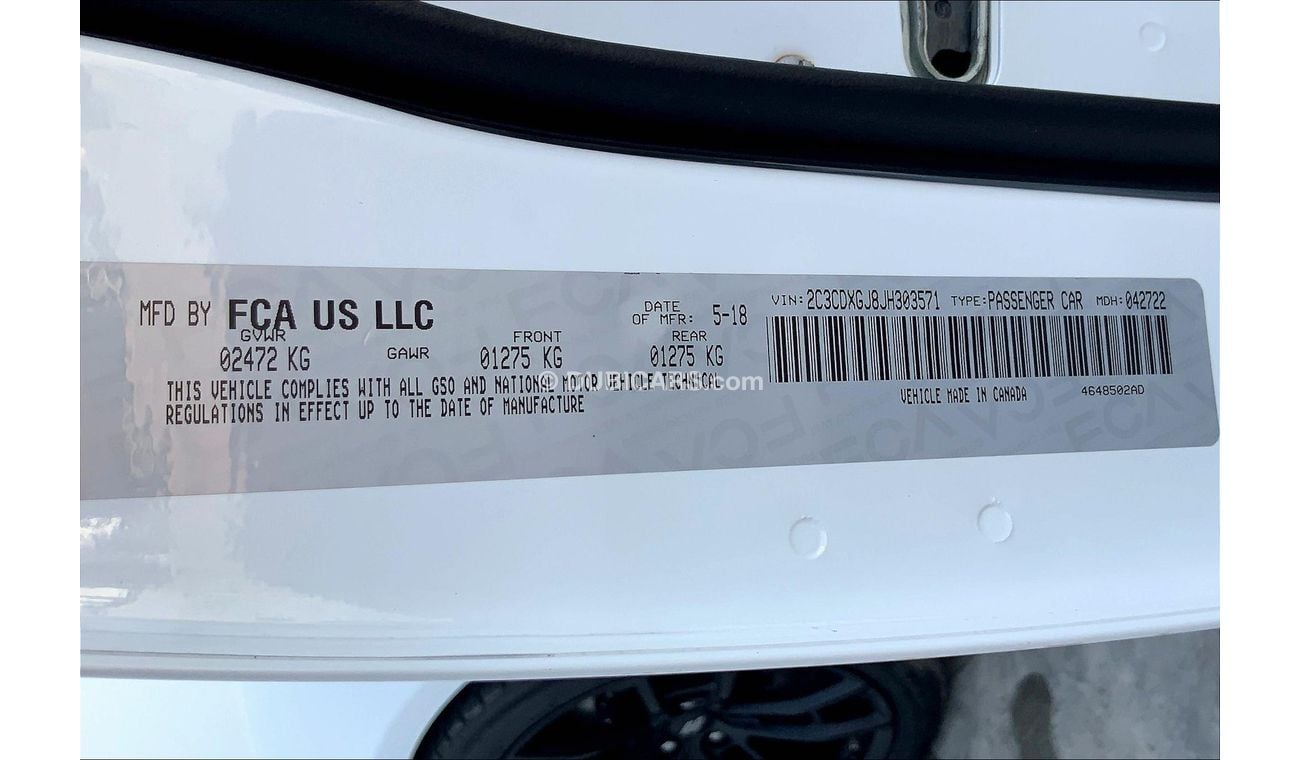 MFD BY FCA US LLC DATE OF MFR: 5-18
GVWR FRONT REAR
02472 KG GAWR 01275 KG 01275 KG
THIS VEHICLE COMPLIES WITH ALL GSO AND NATIONAL MOTOR VEHICLE TECHNICAL
REGULATIONS IN EFFECT UP TO THE DATE OF MANUFACTURE
VIN: 2C3CDXGJ8JH303571 TYPE: PASSENGER CAR MDH: 042722
VEHICLE MADE IN CANADA 4648502AD
© DUBICARS.com